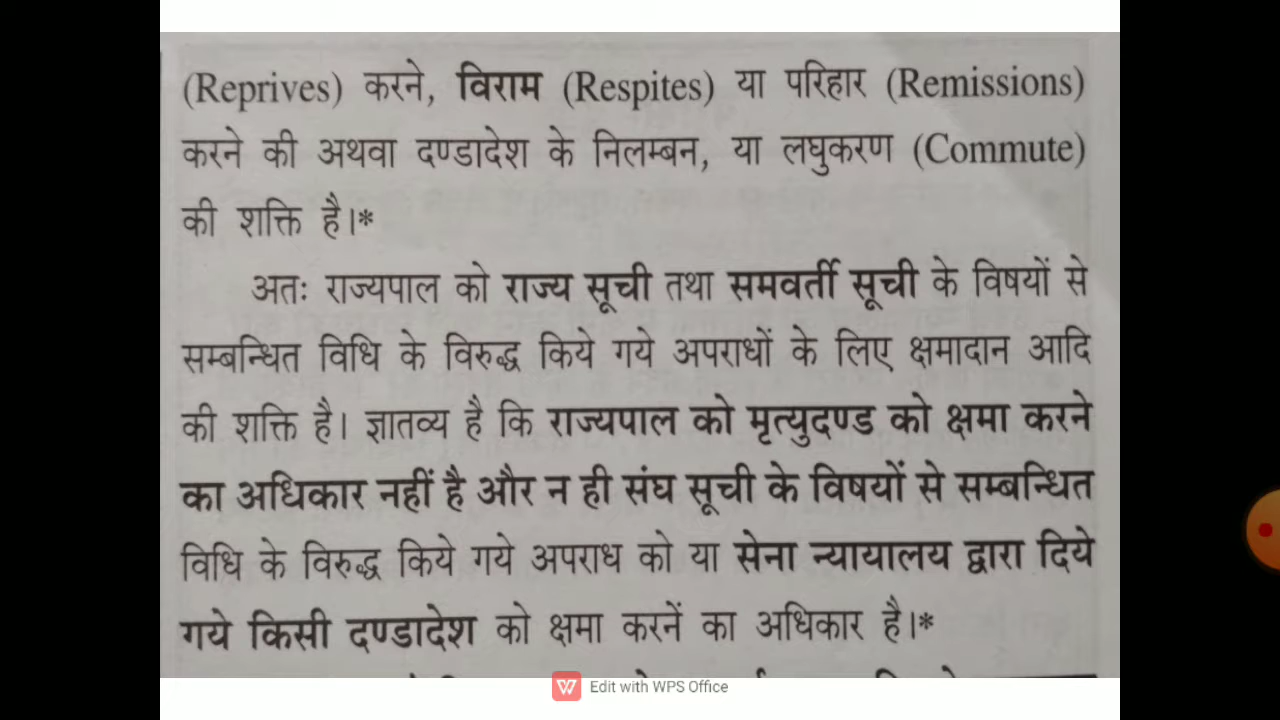 (Reprives) करने, विराम (Respites) या परिहार (Remissions)
करने की अथवा दण्डादेश के निलम्बन, या लघुकरण (Commute)
की शक्ति है।*
अतः राज्यपाल को राज्य सूची तथा समवर्ती सूची के विषयों से
सम्बन्धित विधि के विरुद्ध किये गये अपराधों के लिए क्षमादान आदि
की शक्ति है। ज्ञातव्य है कि राज्यपाल को मृत्युदण्ड को क्षमा करने
का अधिकार नहीं है और न ही संघ सूची के विषयों से सम्बन्धित
विधि के विरुद्ध किये गये अपराध को या सेना न्यायालय द्वारा दिये
गये किसी दण्डादेश को क्षमा करनें का अधिकार है।*
Edit with WPS Office